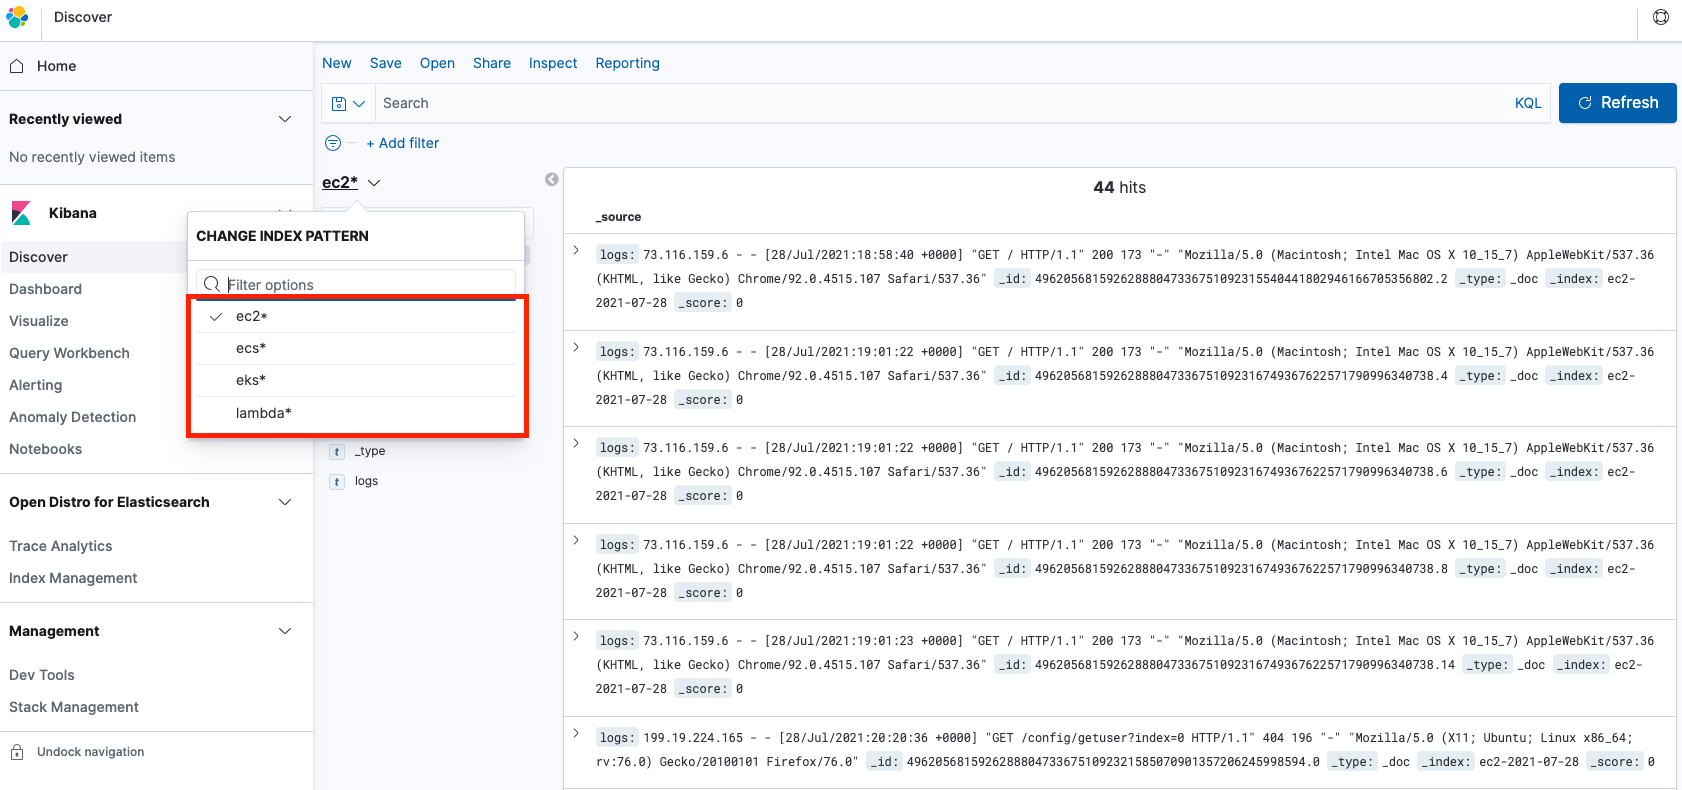 Discover
Home
Recently viewed
No recently viewed items
Kibana
Discover
Dashboard
Visualize
Query Workbench
Alerting
Anomaly Detection
Notebooks
Open Distro for Elasticsearch
Trace Analytics
Index Management
Management
Dev Tools
Stack Management
Undock navigation
New Save Open Share Inspect Reporting
Search KQL Refresh
+ Add filter
ec2*
CHANGE INDEX PATTERN
Filter options
ec2*
ecs*
eks*
lambda*
t _type
t logs
44 hits
_source
logs: 73.116.159.6 - - [28/Jul/2021:18:58:40 +0000] "GET / HTTP/1.1" 200 173 "-" "Mozilla/5.0 (Macintosh; Intel Mac OS X 10_15_7) AppleWebKit/537.36
(KHTML, like Gecko) Chrome/92.0.4515.107 Safari/537.36" _id: 49620568159262888047336751092315540441802946166705356802.2 _type: _doc _index: ec2-
2021-07-28 _score: 0
logs: 73.116.159.6 - - [28/Jul/2021:19:01:22 +0000] "GET / HTTP/1.1" 200 173 "-" "Mozilla/5.0 (Macintosh; Intel Mac OS X 10_15_7) AppleWebKit/537.36
(KHTML, like Gecko) Chrome/92.0.4515.107 Safari/537.36" _id: 49620568159262888047336751092316749367622571790996340738.4 _type: _doc _index: ec2-
2021-07-28 _score: 0
logs: 73.116.159.6 - - [28/Jul/2021:19:01:22 +0000] "GET / HTTP/1.1" 200 173 "-" "Mozilla/5.0 (Macintosh; Intel Mac OS X 10_15_7) AppleWebKit/537.36
(KHTML, like Gecko) Chrome/92.0.4515.107 Safari/537.36" _id: 49620568159262888047336751092316749367622571790996340738.6 _type: _doc _index: ec2-
2021-07-28 _score: 0
logs: 73.116.159.6 - - [28/Jul/2021:19:01:22 +0000] "GET / HTTP/1.1" 200 173 "-" "Mozilla/5.0 (Macintosh; Intel Mac OS X 10_15_7) AppleWebKit/537.36
(KHTML, like Gecko) Chrome/92.0.4515.107 Safari/537.36" _id: 49620568159262888047336751092316749367622571790996340738.8 _type: _doc _index: ec2-
2021-07-28 _score: 0
logs: 73.116.159.6 - - [28/Jul/2021:19:01:23 +0000] "GET / HTTP/1.1" 200 173 "-" "Mozilla/5.0 (Macintosh; Intel Mac OS X 10_15_7) AppleWebKit/537.36
(KHTML, like Gecko) Chrome/92.0.4515.107 Safari/537.36" _id: 49620568159262888047336751092316749367622571790996340738.14 _type: _doc _index: ec2-
2021-07-28 _score: 0
logs: 199.19.224.165 - - [28/Jul/2021:20:20:36 +0000] "GET /config/getuser?index=0 HTTP/1.1" 404 196 "-" "Mozilla/5.0 (X11; Ubuntu; Linux x86_64;
rv:76.0) Gecko/20100101 Firefox/76.0" _id: 49620568159262888047336751092321585070901357206245998594.0 _type: _doc _index: ec2-2021-07-28 _score: 0